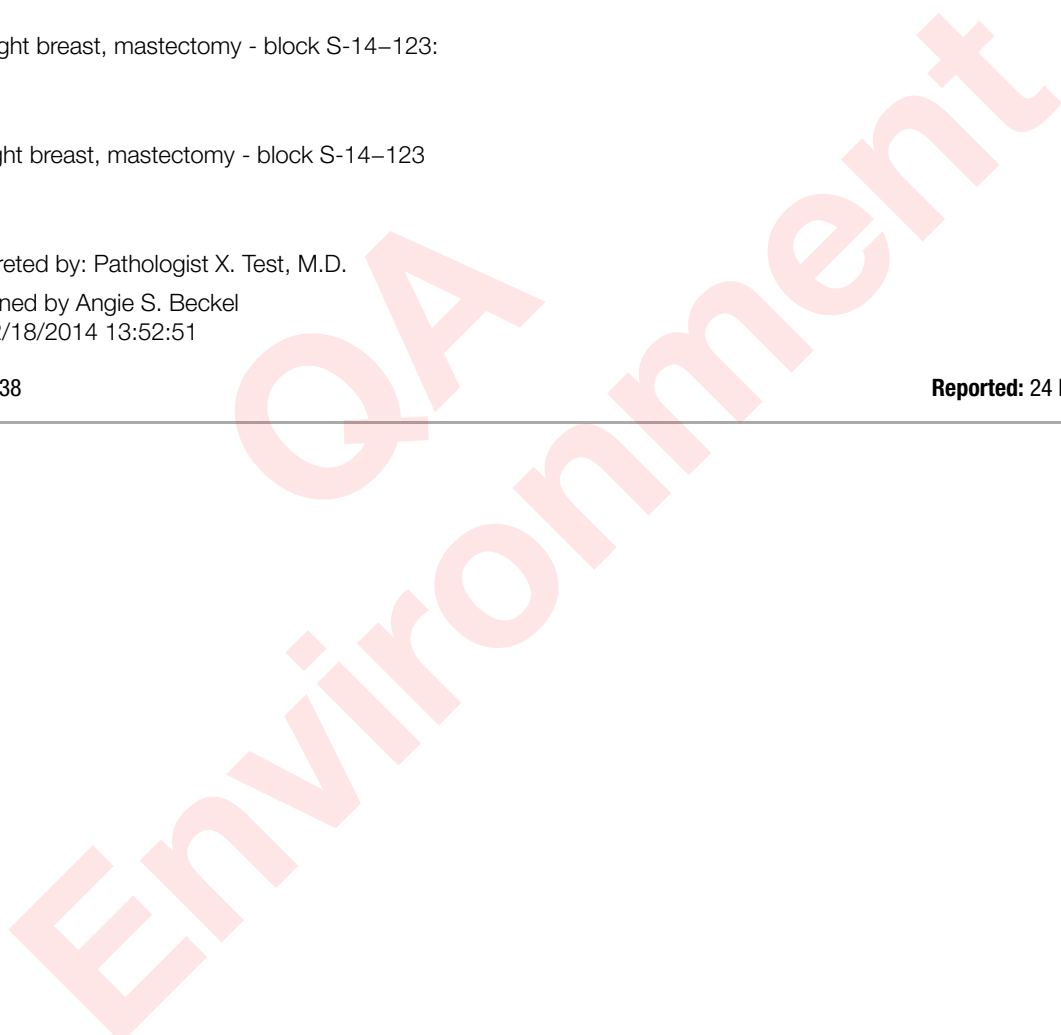 ght breast, mastectomy - block S-14–123:
ght breast, mastectomy - block S-14–123
reted by: Pathologist X. Test, M.D.
ned by Angie S. Beckel
2/18/2014 13:52:51
38
Reported: 24
QA
Environment